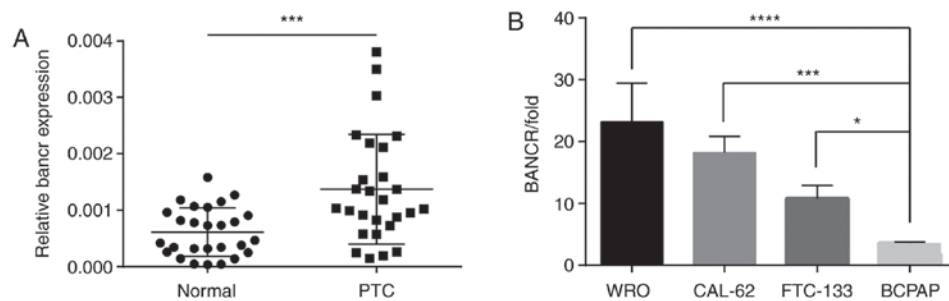 A
***
Relative bancr expression
0.004
0.003
0.002
0.001
0.000
Normal PTC
B
****
***
*
BANCR/fold
40
30
20
10
0
WRO CAL-62 FTC-133 BCPAP